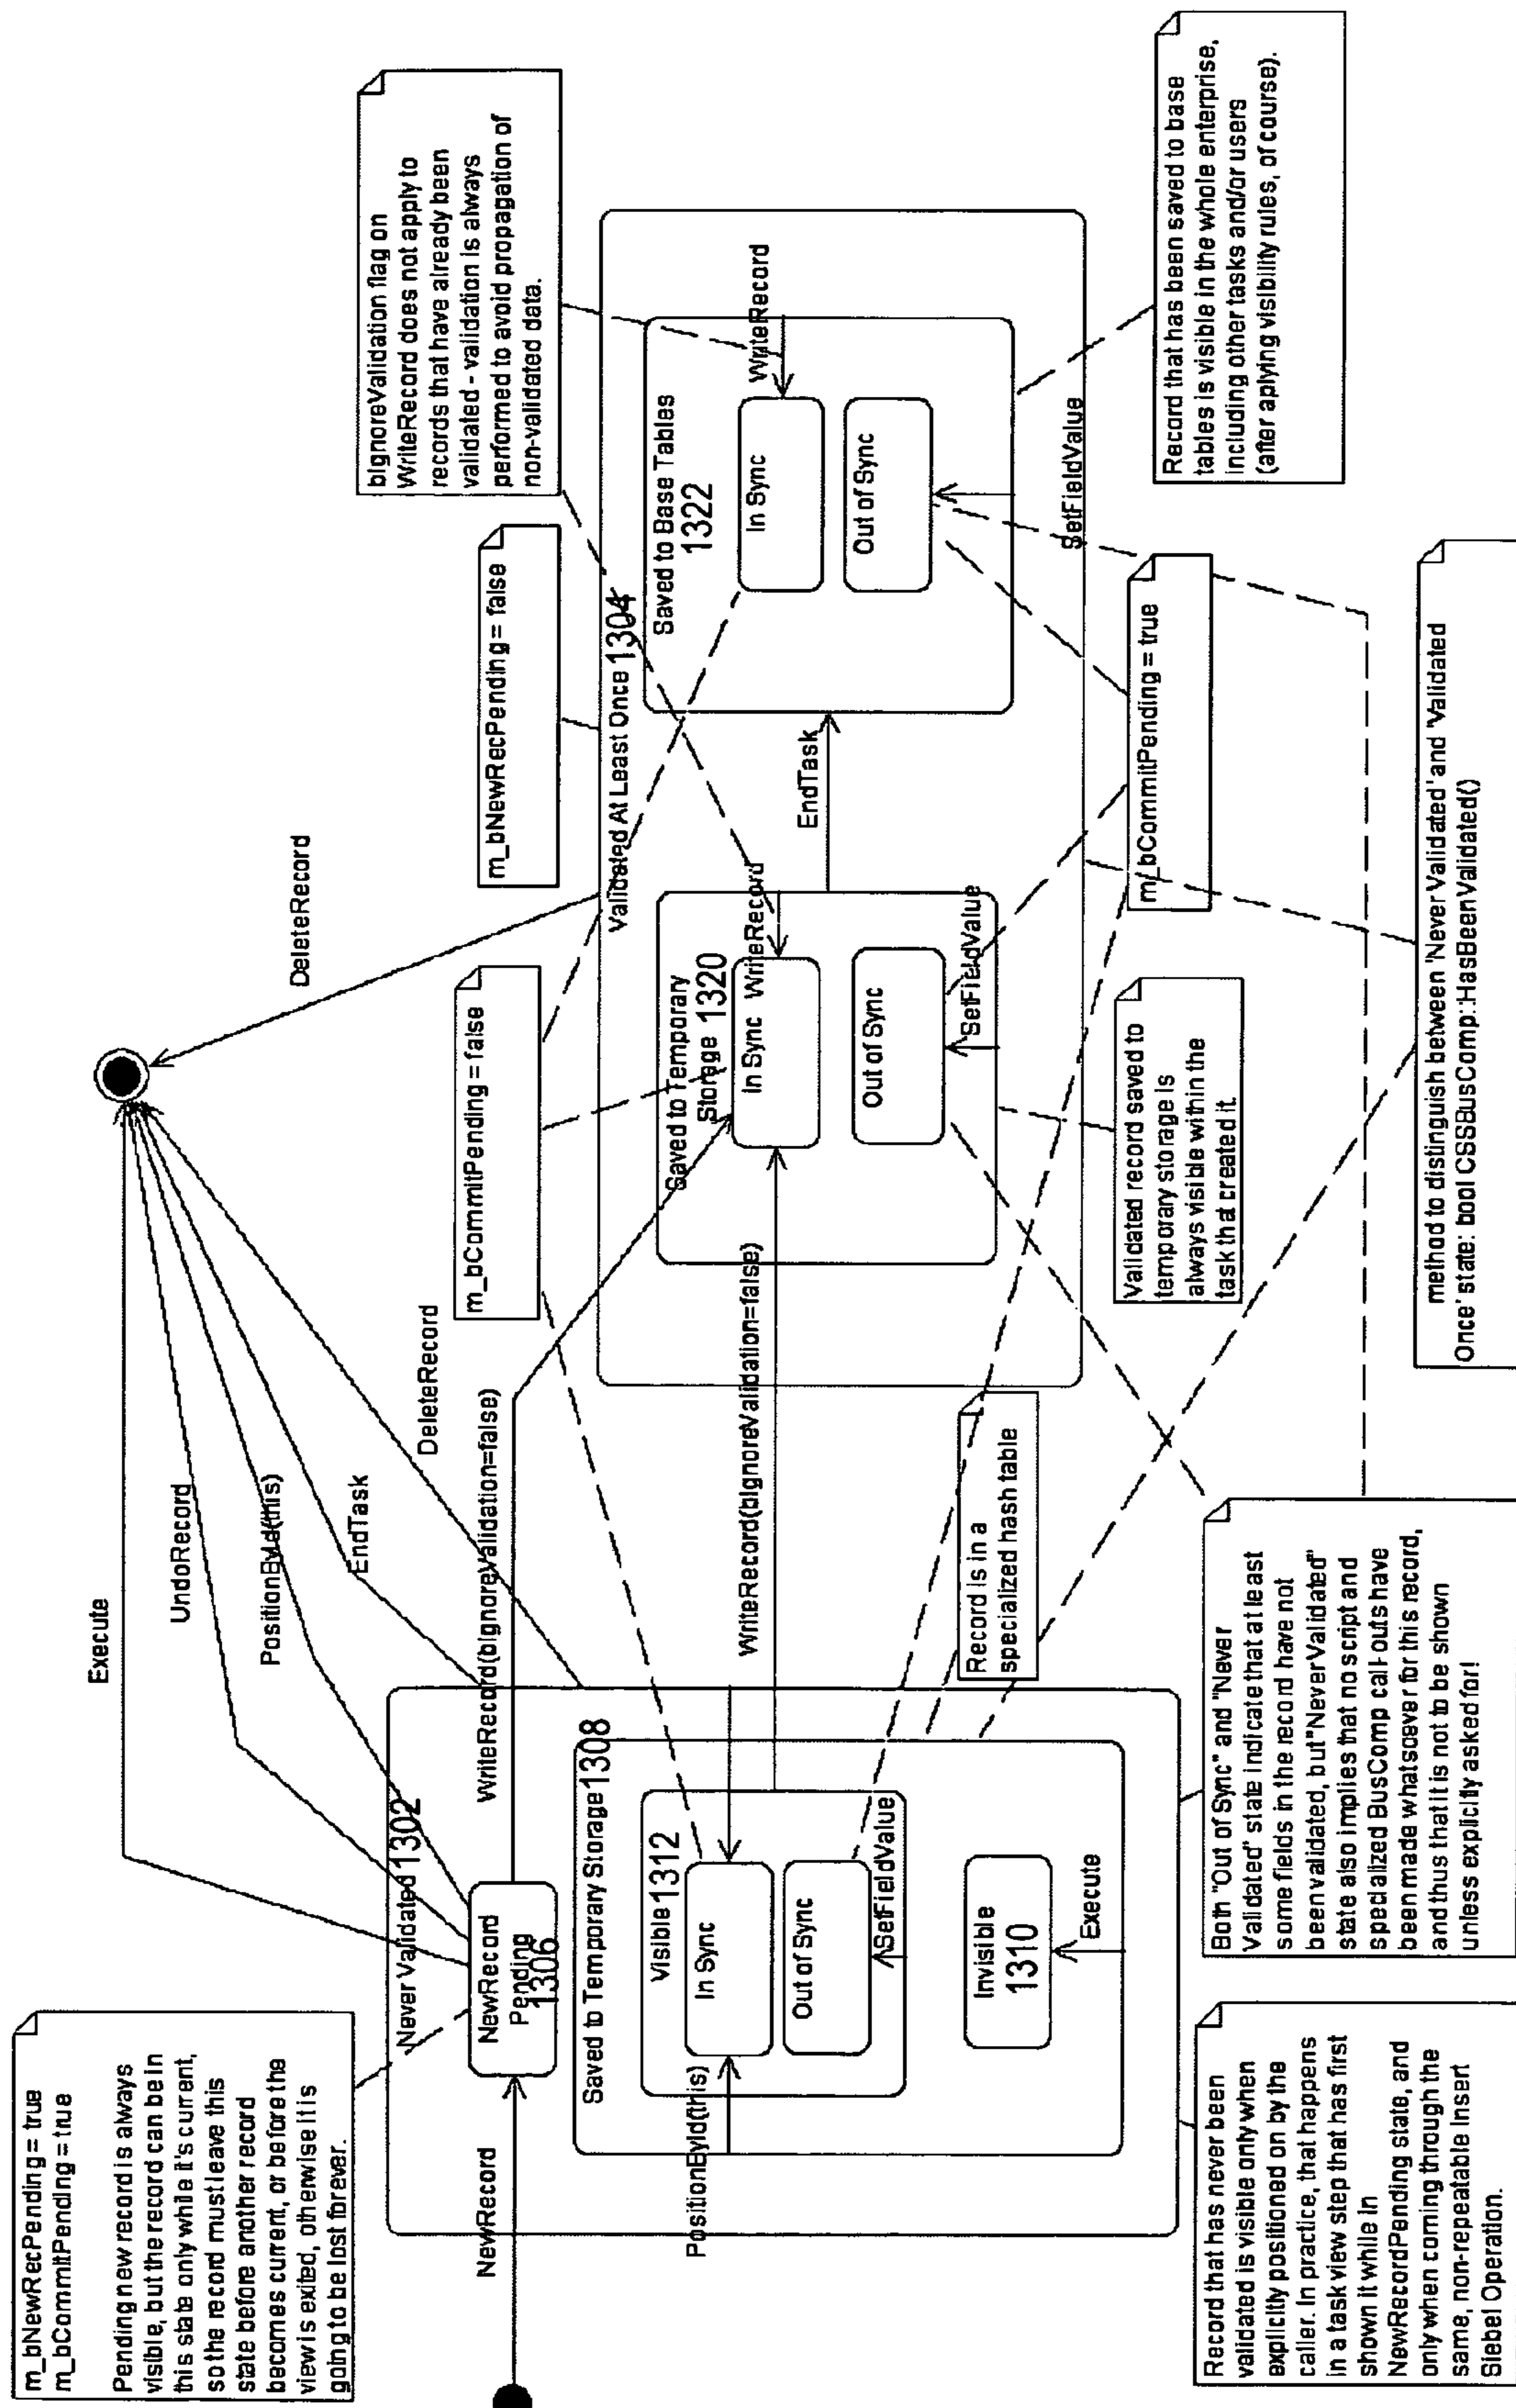 m_bNewRecPending = true
m_bCommitPending = true
Pending new record is always
visible, but the record can be in
this state only while it's current,
so the record must leave this
state before another record
becomes current, or before the
view is exited, otherwise it is
going to be lost forever.
Execute
UndoRecord
PositionById(this)
EndTask
DeleteRecord
DeleteRecord
NewRecord
Never Validated 1302
NewRecord
Pending
1306
WriteRecord(bIgnoreValidation=false)
Saved to Temporary Storage 1308
Visible 1312
In Sync
Out of Sync
SetFieldValue
PositionById(this)
Invisible
1310
Execute
WriteRecord(bIgnoreValidation=false)
Record is in a
specialized hash table
m_bCommitPending = false
m_bNewRecPending = false
bIgnoreValidation flag on
WriteRecord does not apply to
records that have already been
validated - validation is always
performed to avoid propagation of
non-validated data.
Validated At Least Once 1304
Saved to Temporary
Storage 1320
In Sync
WriteRecord
Out of Sync
SetFieldValue
EndTask
Saved to Base Tables
1322
In Sync
WriteRecord
Out of Sync
SetFieldValue
Validated record saved to
temporary storage is
always visible within the
task that created it.
m_bCommitPending = true
Record that has been saved to base
tables is visible in the whole enterprise,
including other tasks and/or users
(after aplying visibility rules, of course).
Record that has never been
validated is visible only when
explicitly positioned on by the
caller. In practice, that happens
in a task view step that has first
shown it while in
NewRecordPending state, and
only when coming through the
same, non-repeatable Insert
Siebel Operation.
Both "Out of Sync" and "Never
Validated" state indicate that at least
some fields in the record have not
been validated, but "Never Validated"
state also implies that no script and
specialized BusComp call-outs have
been made whatsoever for this record,
and thus that it is not to be shown
unless explicitly asked for!
method to distinguish between 'Never Validated' and 'Validated
Once' state: bool CSSBusComp::HasBeenValidated()